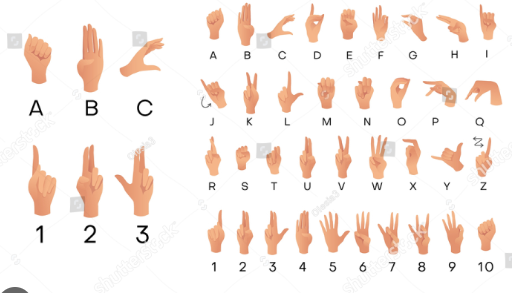 A B C
1 2 3
A B C D E F G H I
J K L M N O P Q
R S T U V W X Y Z
1 2 3 4 5 6 7 8 9 10